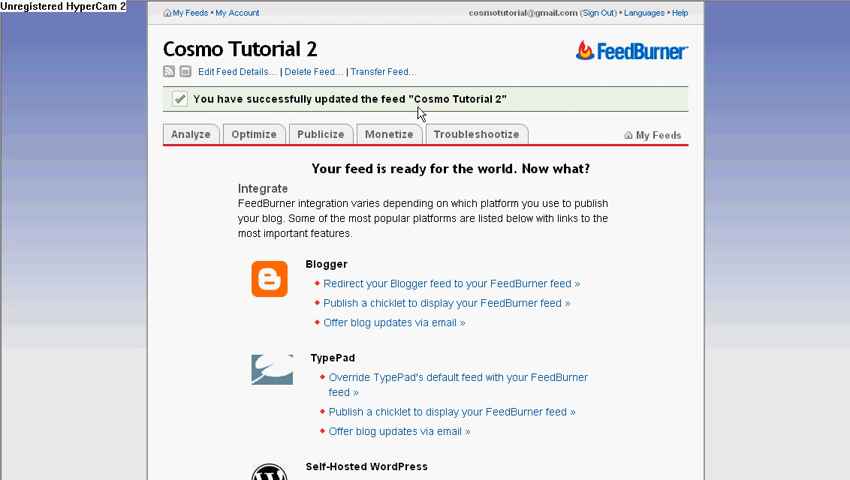 Unregistered HyperCam 2
My Feeds • My Account
cosmotutorial@gmail.com (Sign Out) • Languages • Help
Cosmo Tutorial 2
FeedBurner
Edit Feed Details... | Delete Feed... | Transfer Feed...
You have successfully updated the feed "Cosmo Tutorial 2"
Analyze Optimize Publicize Monetize Troubleshootize My Feeds
Your feed is ready for the world. Now what?
Integrate
FeedBurner integration varies depending on which platform you use to publish
your blog. Some of the most popular platforms are listed below with links to the
most important features.
Blogger
Redirect your Blogger feed to your FeedBurner feed »
Publish a chicklet to display your FeedBurner feed »
Offer blog updates via email »
TypePad
Override TypePad's default feed with your FeedBurner
feed »
Publish a chicklet to display your FeedBurner feed »
Offer blog updates via email »
Self-Hosted WordPress